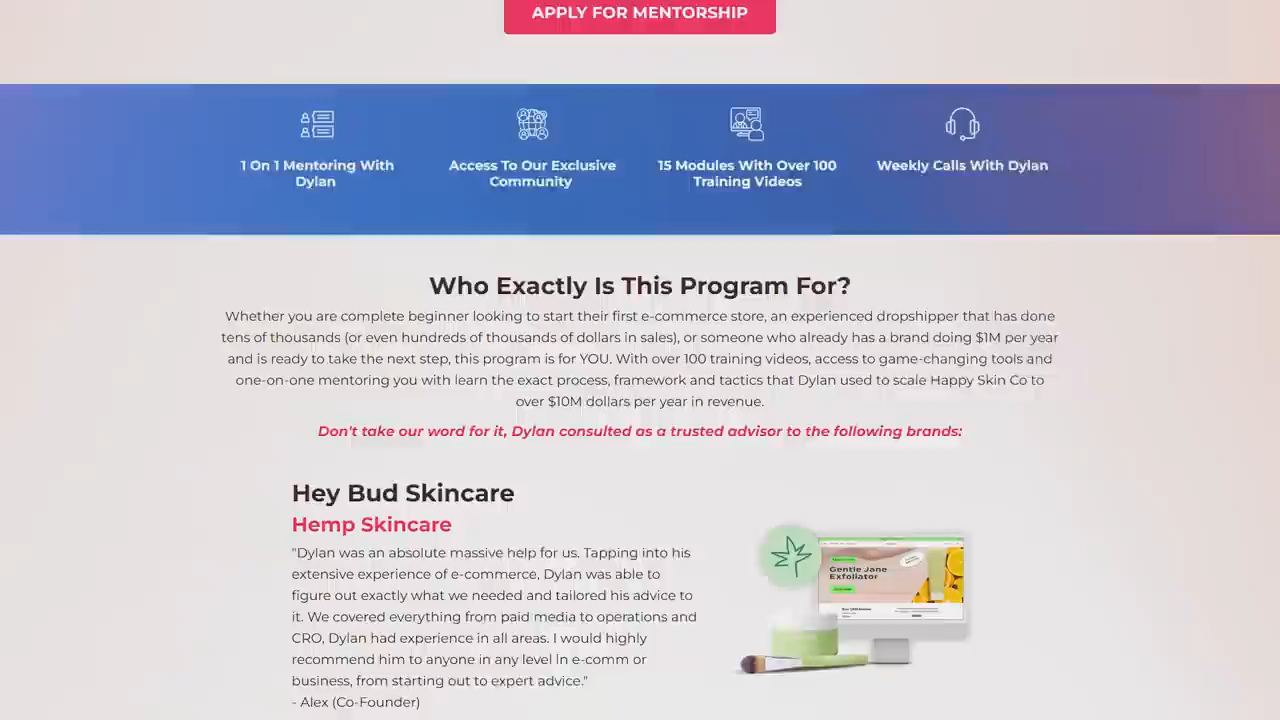 APPLY FOR MENTORSHIP
1 On 1 Mentoring With
Dylan
Access To Our Exclusive
Community
15 Modules With Over 100
Training Videos
Weekly Calls With Dylan
Who Exactly Is This Program For?
Whether you are complete beginner looking to start their first e-commerce store, an experienced dropshipper that has done
tens of thousands (or even hundreds of thousands of dollars in sales), or someone who already has a brand doing $1M per year
and is ready to take the next step, this program is for YOU. With over 100 training videos, access to game-changing tools and
one-on-one mentoring you with learn the exact process, framework and tactics that Dylan used to scale Happy Skin Co to
over $10M dollars per year in revenue.
Don't take our word for it, Dylan consulted as a trusted advisor to the following brands:
Hey Bud Skincare
Hemp Skincare
"Dylan was an absolute massive help for us. Tapping into his
extensive experience of e-commerce, Dylan was able to
figure out exactly what we needed and tailored his advice to
it. We covered everything from paid media to operations and
CRO, Dylan had experience in all areas. I would highly
recommend him to anyone in any level in e-comm or
business, from starting out to expert advice."
- Alex (Co-Founder)
Gentle Jane
Exfoliator